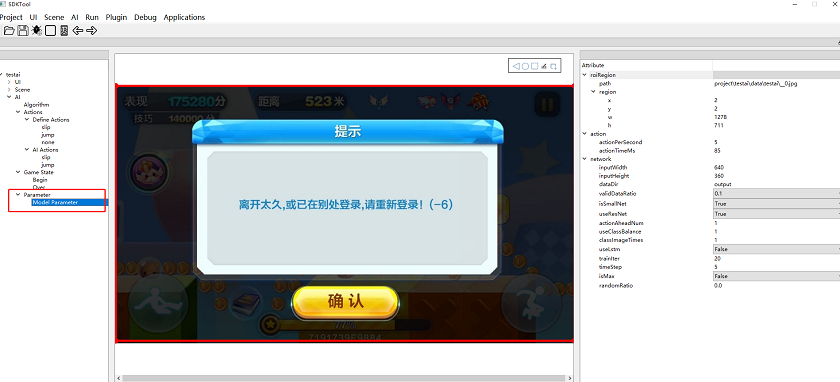 SDKTool
Project UI Scene AI Run Plugin Debug Applications
testai
UI
Scene
AI
Algorithm
Actions
Define Actions
slip
jump
none
AI Actions
slip
jump
Game State
Begin
Over
Parameter
Model Parameter
表现 175280分 距离 523米
技巧 140000分
提示
离开太久,或已在别处登录,请重新登录! (-6)
确认
Attribute
roiRegion
path project\testai\data\testai\_0.jpg
region
x 2
y 2
w 1278
h 711
action
actionPerSecond 5
actionTimeMs 85
network
inputWidth 640
inputHeight 360
dataDir output
validDataRatio 0.1
isSmallNet True
useResNet True
actionAheadNum 1
useClassBalance 1
classImageTimes 1
useLstm False
trainIter 20
timeStep 5
isMax False
randomRatio 0.0